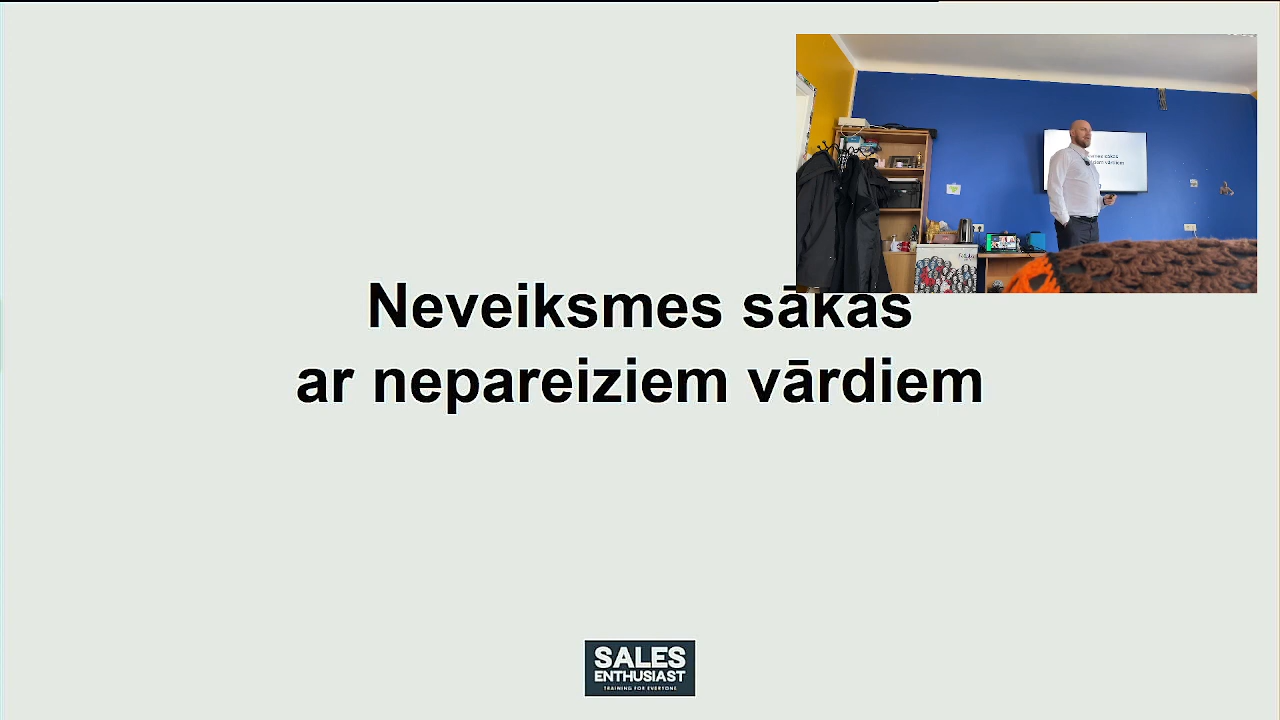 Neveiksmes sākas
ar nepareiziem vārdiem
SALES
ENTHUSIAST
TRAINING FOR EVERYONE